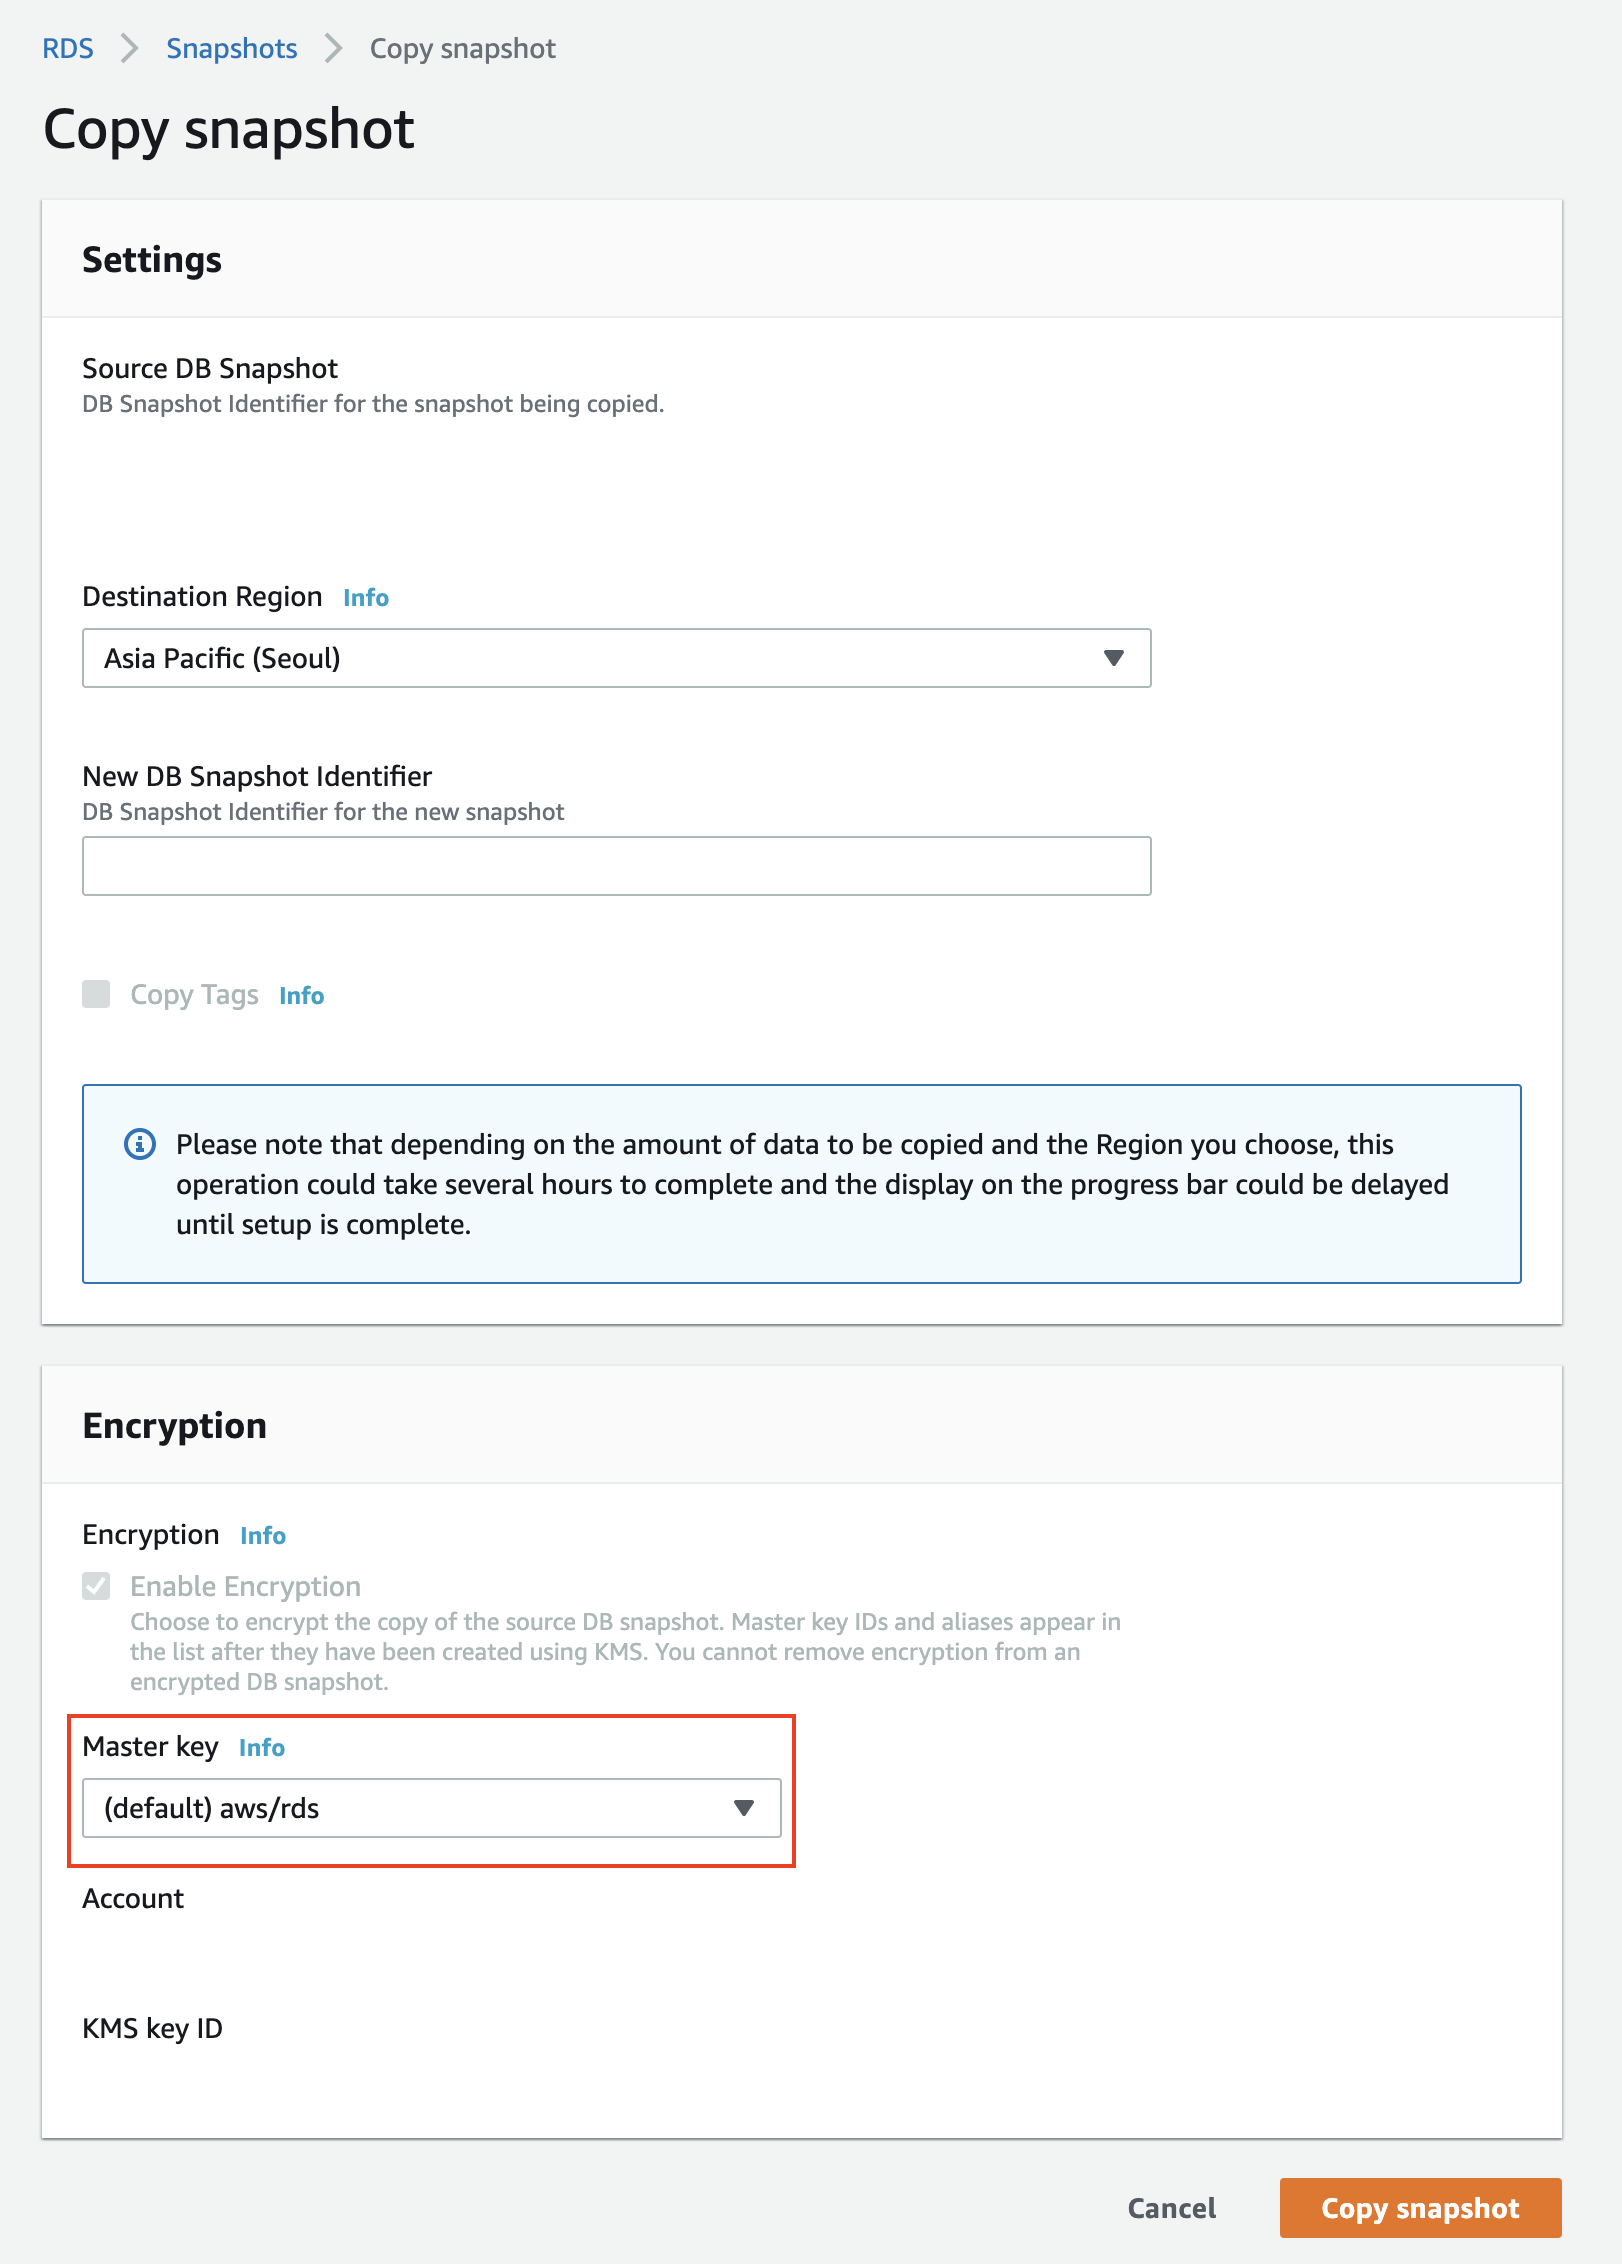 RDS > Snapshots > Copy snapshot
Copy snapshot
Settings
Source DB Snapshot
DB Snapshot Identifier for the snapshot being copied.
Destination Region Info
Asia Pacific (Seoul)
New DB Snapshot Identifier
DB Snapshot Identifier for the new snapshot
Copy Tags Info
Please note that depending on the amount of data to be copied and the Region you choose, this
operation could take several hours to complete and the display on the progress bar could be delayed
until setup is complete.
Encryption
Encryption Info
Enable Encryption
Choose to encrypt the copy of the source DB snapshot. Master key IDs and aliases appear in
the list after they have been created using KMS. You cannot remove encryption from an
encrypted DB snapshot.
Master key Info
(default) aws/rds
Account
KMS key ID
Cancel Copy snapshot